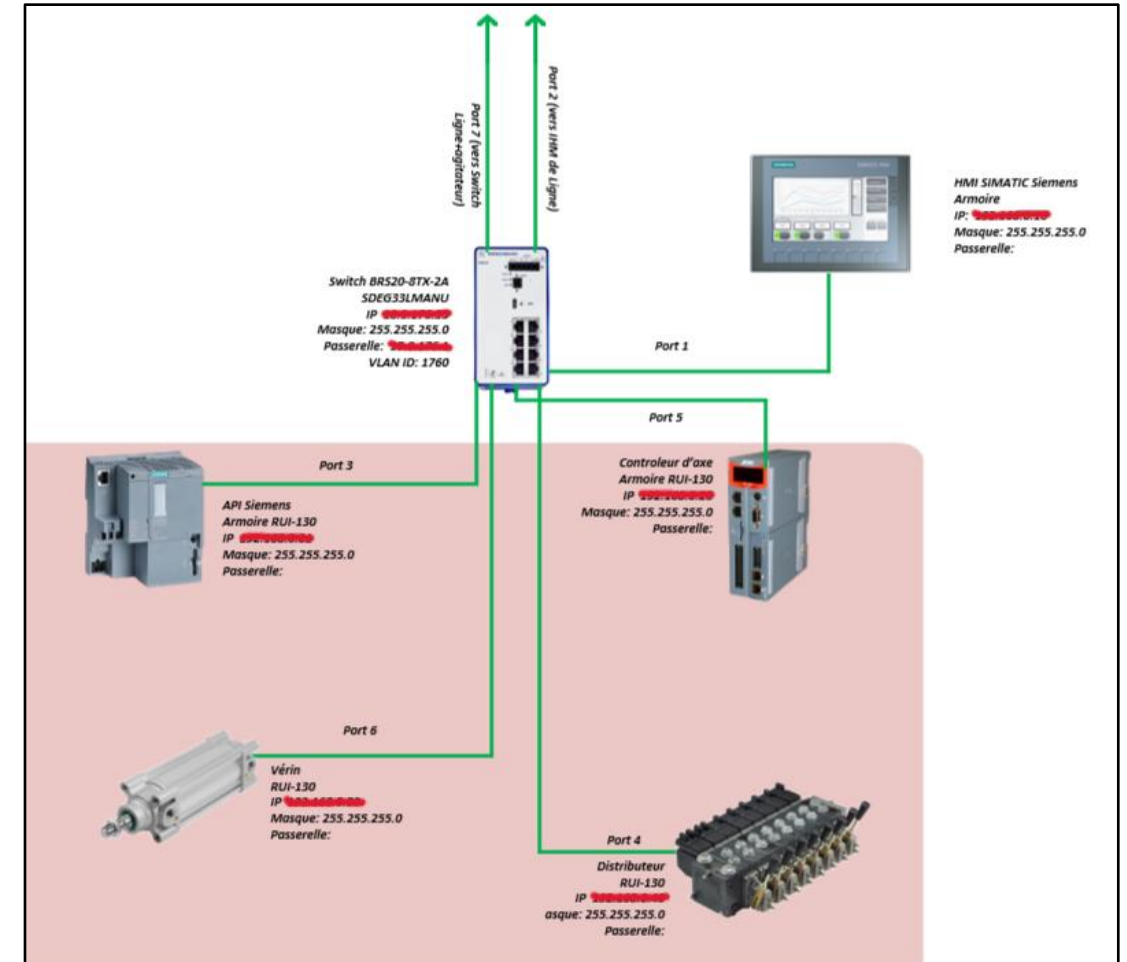 Port 7 (vers Switch
Ligne+agitateur)
Port 2 (vers IHM de Ligne)
SIEMENS
HMI SIMATIC Siemens
Armoire
IP:
Masque: 255.255.255.0
Passerelle:
Switch BRS20-8TX-2A
SDEG33LMANU
IP
Masque: 255.255.255.0
Passerelle:
VLAN ID: 1760
Port 1
Port 5
Port 3
API Siemens
Armoire RUI-130
IP
Masque: 255.255.255.0
Passerelle:
Controleur d'axe
Armoire RUI-130
IP
Masque: 255.255.255.0
Passerelle:
Port 6
Vérin
RUI-130
IP
Masque: 255.255.255.0
Passerelle:
Port 4
Distributeur
RUI-130
IP
asque: 255.255.255.0
Passerelle: